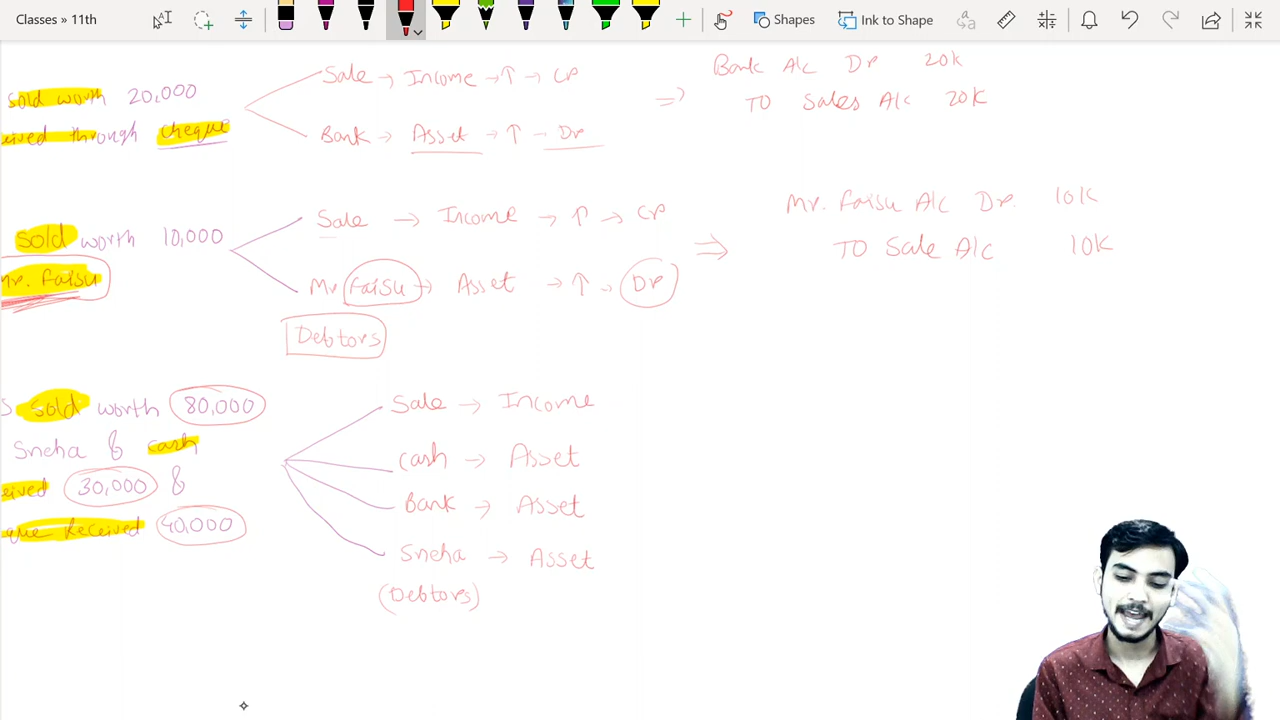 Classes » 11th
Shapes
Ink to Shape
sold worth 20,000
eived through cheque
Sale → Income → ↑ → Cr
Bank → Asset → ↑ → Dr
⇒ Bank A/c Dr 20k
TO Sales A/c 20k
sold worth 10,000
Mr. Faisu
Sale → Income → ↑ → Cr
Mr Faisu → Asset → ↑ → Dr
Debtors
⇒ Mr. Faisu A/c Dr. 10k
TO Sale A/c 10k
s sold worth 80,000
Sneha & cash
eived 30,000 &
que Received 40,000
Sale → Income
cash → Asset
Bank → Asset
Sneha → Asset
(Debtors)